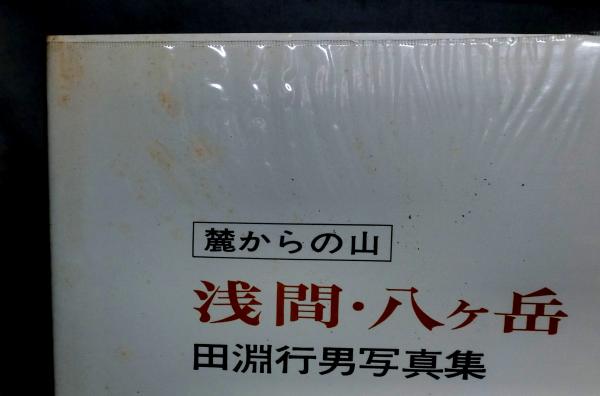 麓からの山
浅間・八ヶ岳
田淵行男写真集